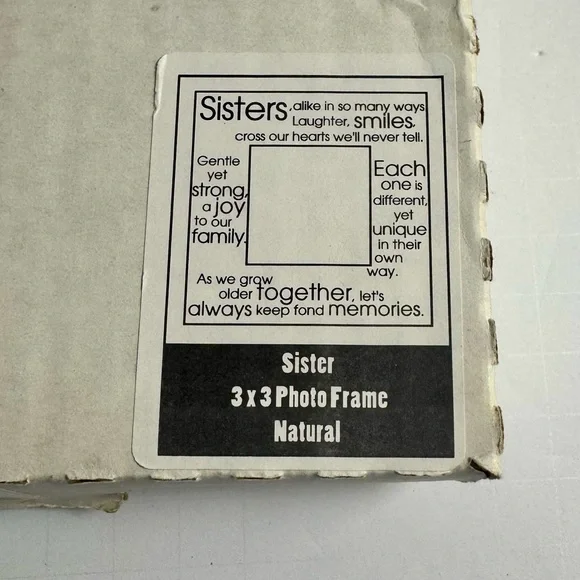 Sisters, alike in so many ways
Laughter, smiles,
cross our hearts we'll never tell.
Gentle
yet
strong,
a joy
to our
family.
Each
one is
different,
yet
unique
in their
own
way.
As we grow
older together, let's
always keep fond memories.
Sister
3 x 3 Photo Frame
Natural